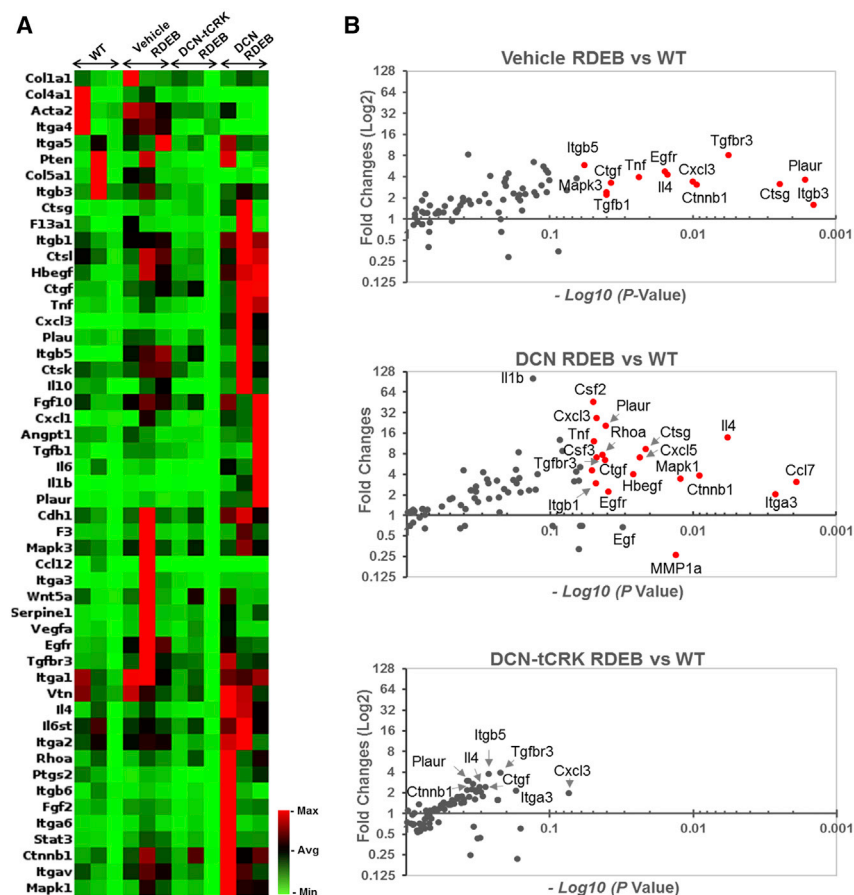 A
WT
Vehicle
RDEB
DCN-tCRK
RDEB
DCN
RDEB
Col1a1
Col4a1
Acta2
Itga4
Itga5
Pten
Col5a1
Itgb3
Ctsg
F13a1
Itgb1
Ctsl
Hbegf
Ctgf
Tnf
Cxcl3
Plau
Itgb5
Ctsk
Il10
Fgf10
Cxcl1
Angpt1
Tgfb1
Il6
Il1b
Plaur
Cdh1
F3
Mapk3
Ccl12
Itga3
Wnt5a
Serpine1
Vegfa
Egfr
Tgfbr3
Itga1
Vtn
Il4
Il6st
Itga2
Rhoa
Ptgs2
Itgb6
Fgf2
Itga6
Stat3
Ctnnb1
Itgav
Mapk1
- Max
- Avg
- Min
B
Vehicle RDEB vs WT
Fold Changes (Log2)
128
64
32
16
8
4
2
1
0.5
0.25
0.125
Itgb5
Ctgf
Mapk3
Tgfb1
Tnf
Egfr
Il4
Cxcl3
Ctnnb1
Tgfbr3
Plaur
Ctsg
Itgb3
0.1
0.01
0.001
- Log10 (P-Value)
DCN RDEB vs WT
Fold Changes
128
64
32
16
8
4
2
1
0.5
0.25
0.125
Il1b
Csf2
Cxcl3
Plaur
Tnf
Rhoa
Csf3
Ctsg
Il4
Cxcl5
Tgfbr3
Ctgf
Mapk1
Hbegf
Ctnnb1
Ccl7
Itgb1
Egfr
Itga3
Egf
MMP1a
0.1
0.01
0.001
- Log10 (P Value)
DCN-tCRK RDEB vs WT
Fold Changes (Log2)
128
64
32
16
8
4
2
1
0.5
0.25
0.125
Itgb5
Tgfbr3
Plaur
Il4
Cxcl3
Ctnnb1
Ctgf
Itga3
0.1
0.01
0.001
- Log10 (P Value)